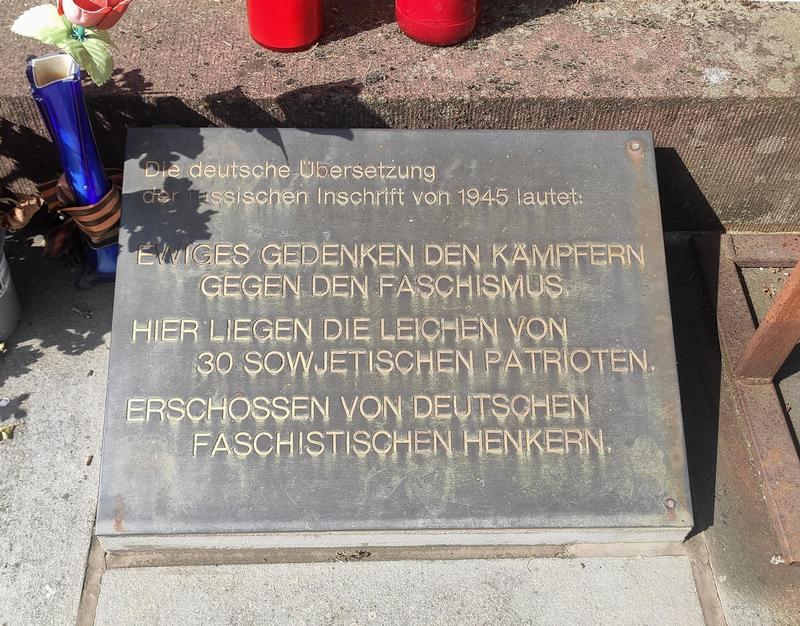 Die deutsche Übersetzung
der russischen Inschrift von 1945 lautet:
EWIGES GEDENKEN DEN KÄMPFERN
GEGEN DEN FASCHISMUS.
HIER LIEGEN DIE LEICHEN VON
30 SOWJETISCHEN PATRIOTEN.
ERSCHOSSEN VON DEUTSCHEN
FASCHISTISCHEN HENKERN.